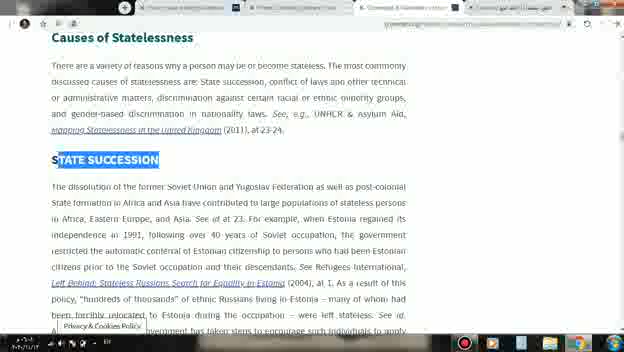 Causes of Statelessness
There are a variety of reasons why a person may be or become stateless. The most commonly
discussed causes of statelessness are: State succession, conflict of laws and other technical
or administrative matters, discrimination against certain racial or ethnic minority groups,
and gender-based discrimination in nationality laws. See, e.g., UNHCR & Asylum Aid,
Mapping Statelessness in the United Kingdom (2011), at 23-24.
STATE SUCCESSION
The dissolution of the former Soviet Union and Yugoslav Federation as well as post-colonial
State formation in Africa and Asia have contributed to large populations of stateless persons
in Africa, Eastern Europe, and Asia. See id at 23. For example, when Estonia regained its
independence in 1991, following over 40 years of Soviet occupation, the government
restricted the automatic conferral of Estonian citizenship to persons who had been Estonian
citizens prior to the Soviet occupation and their descendants. See Refugees International,
Left Behind: Stateless Russians Search for Equality in Estonia (2004), at 1. As a result of this
policy, "hundreds of thousands" of ethnic Russians living in Estonia – many of whom had
been forcibly relocated to Estonia during the occupation – were left stateless. See id.
Privacy & Cookies Policy
government has taken steps to encourage such individuals to apply